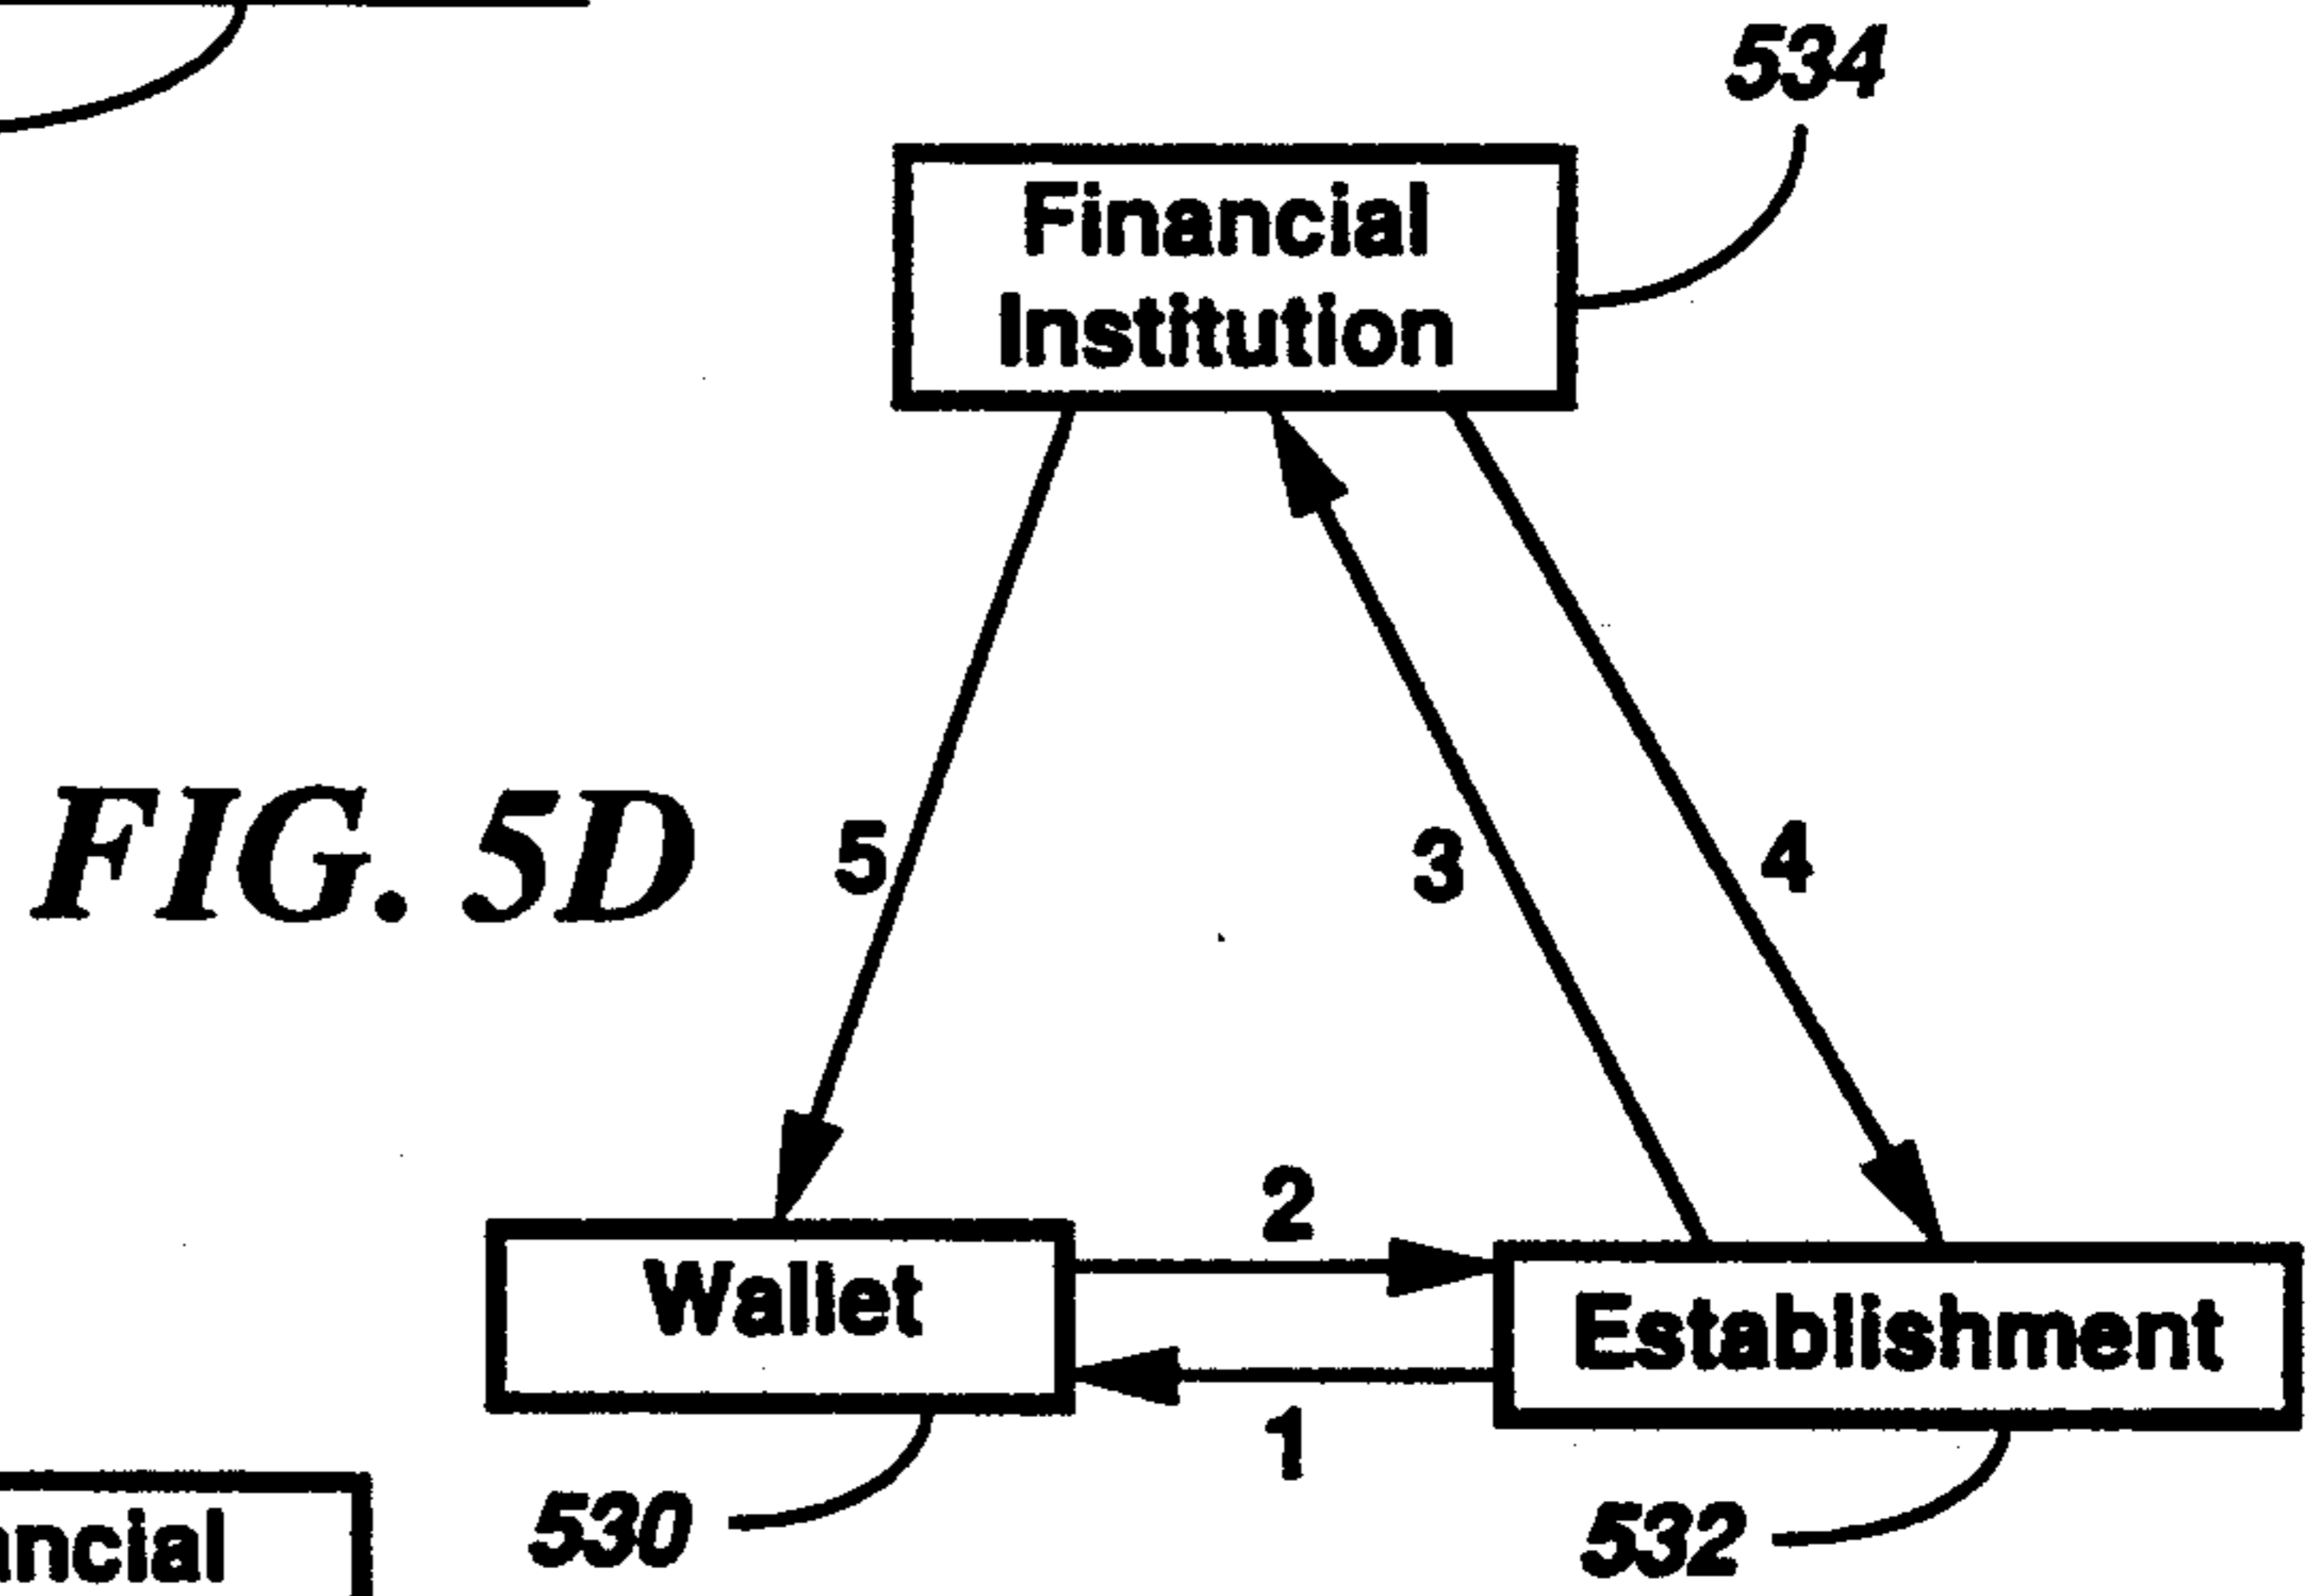 534
Financial
Institution
FIG. 5D
5
3
4
2
Wallet
Establishment
1
530
532
ancial